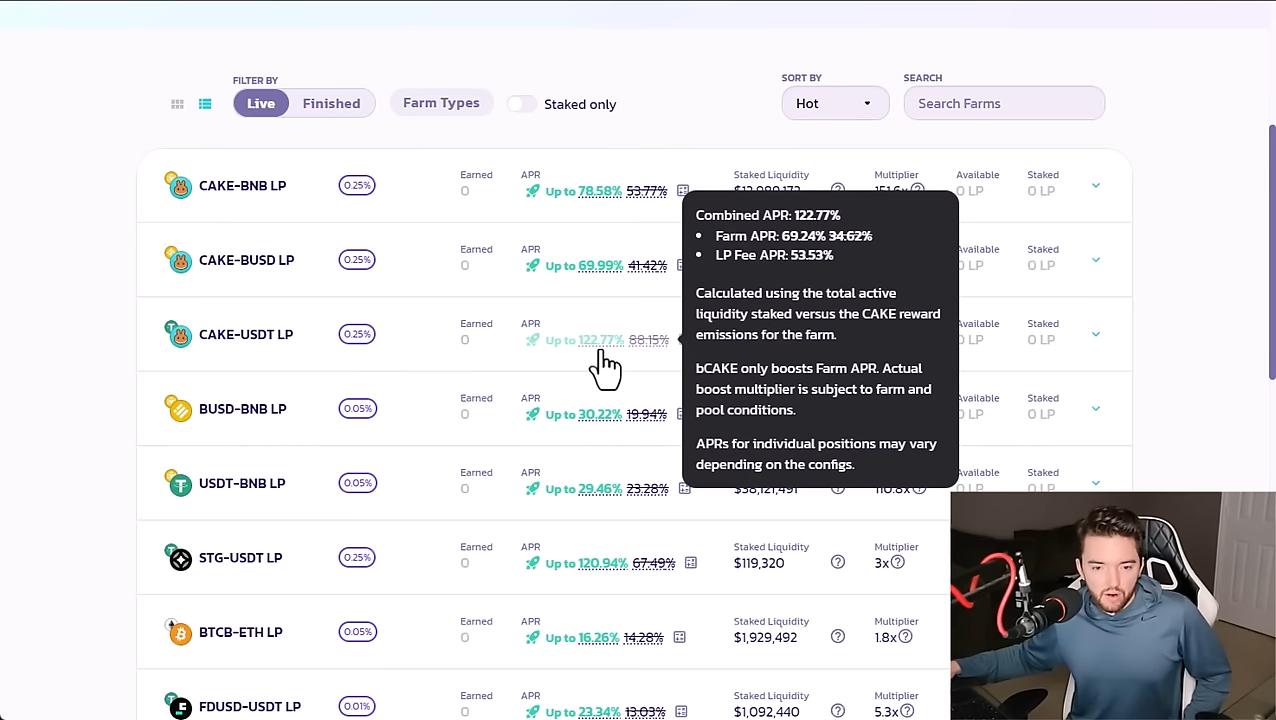 FILTER BY
Live Finished Farm Types Staked only
SORT BY
Hot
SEARCH
Search Farms
CAKE-BNB LP 0.25% Earned 0 APR Up to 78.58% 53.77% Staked Liquidity Multiplier Available 0 LP Staked 0 LP
CAKE-BUSD LP 0.25% Earned 0 APR Up to 69.99% 41.42% Available 0 LP Staked 0 LP
CAKE-USDT LP 0.25% Earned 0 APR Up to 122.77% 88.15% Available 0 LP Staked 0 LP
BUSD-BNB LP 0.05% Earned 0 APR Up to 30.22% 19.94% Available 0 LP Staked 0 LP
USDT-BNB LP 0.05% Earned 0 APR Up to 29.46% 23.28% Available 0 LP Staked 0 LP
STG-USDT LP 0.25% Earned 0 APR Up to 120.94% 67.49% Staked Liquidity $119,320 Multiplier 3x
BTCB-ETH LP 0.05% Earned 0 APR Up to 16.26% 14.28% Staked Liquidity $1,929,492 Multiplier 1.8x
FDUSD-USDT LP 0.01% Earned 0 APR Up to 23.34% 13.03% Staked Liquidity $1,092,440 Multiplier 5.3x
Combined APR: 122.77%
• Farm APR: 69.24% 34.62%
• LP Fee APR: 53.53%
Calculated using the total active
liquidity staked versus the CAKE reward
emissions for the farm.
bCAKE only boosts Farm APR. Actual
boost multiplier is subject to farm and
pool conditions.
APRs for individual positions may vary
depending on the configs.